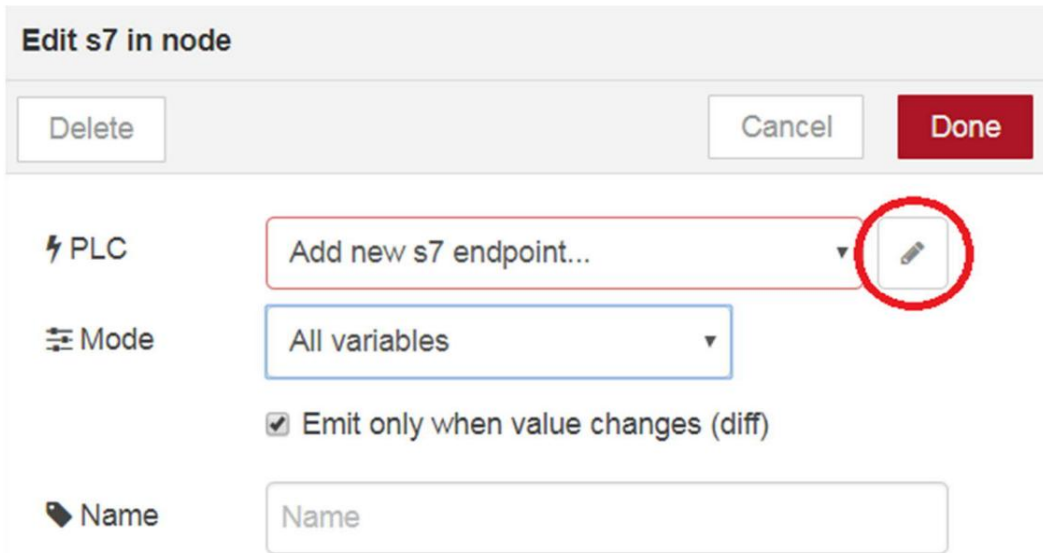 Edit s7 in node
Delete Cancel Done
PLC Add new s7 endpoint...
Mode All variables
Emit only when value changes (diff)
Name Name